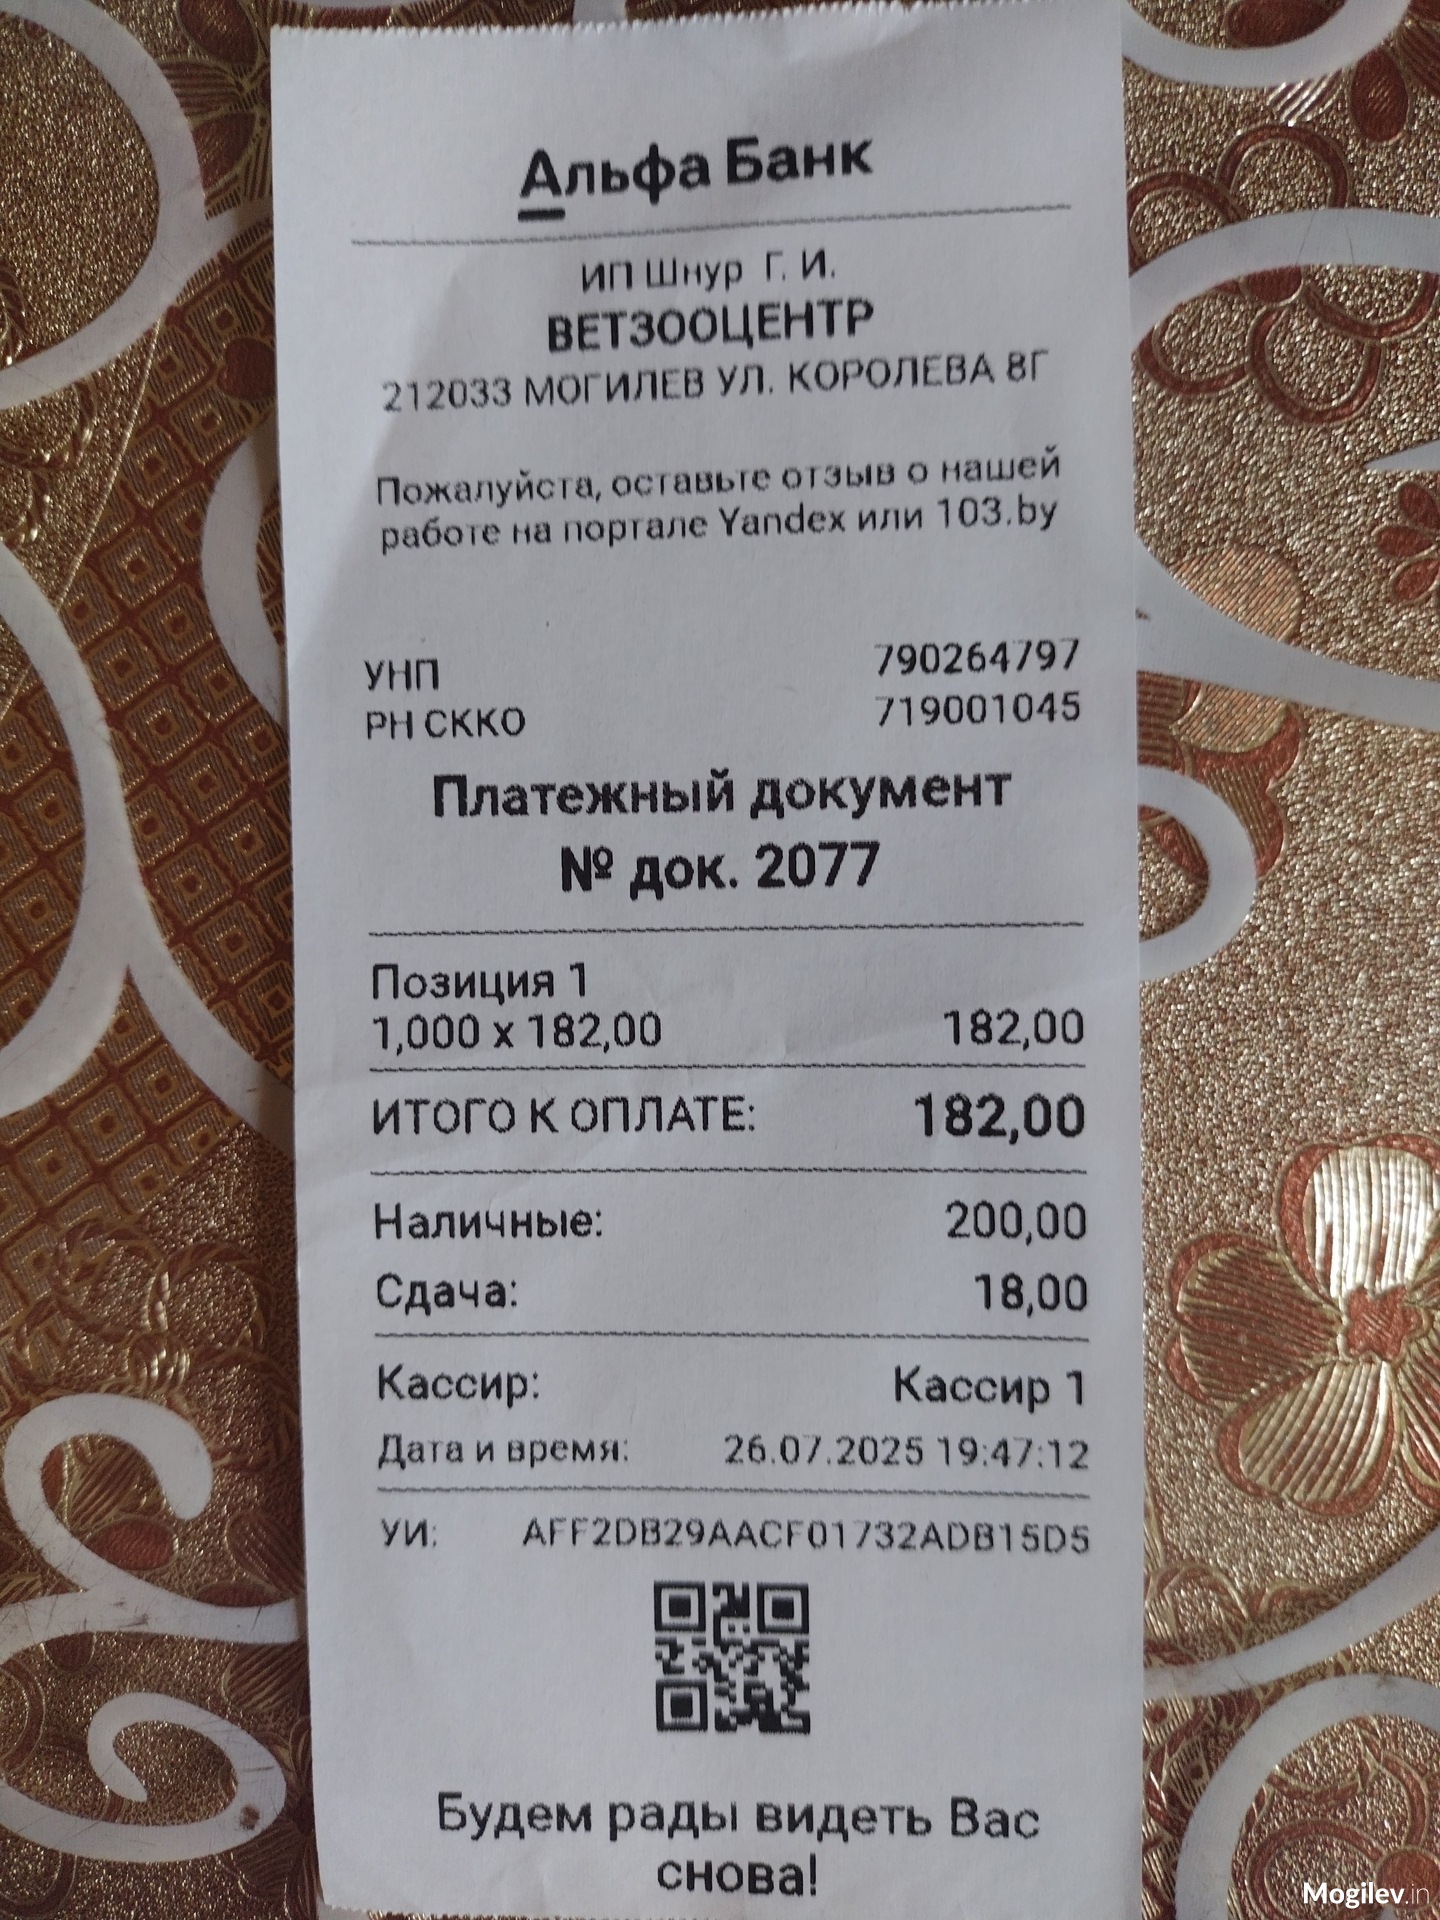 Альфа Банк
ИП Шнур Г. И.
ВЕТЗООЦЕНТР
212033 МОГИЛЕВ УЛ. КОРОЛЕВА 8Г
Пожалуйста, оставьте отзыв о нашей
работе на портале Yandex или 103.by
УНП 790264797
РН СККО 719001045
Платежный документ
№ док. 2077
Позиция 1
1,000 x 182,00 182,00
ИТОГО К ОПЛАТЕ: 182,00
Наличные: 200,00
Сдача: 18,00
Кассир: Кассир 1
Дата и время: 26.07.2025 19:47:12
УИ: AFF2DB29AACF01732ADB15D5
Будем рады видеть Вас
снова!
Mogilev.in